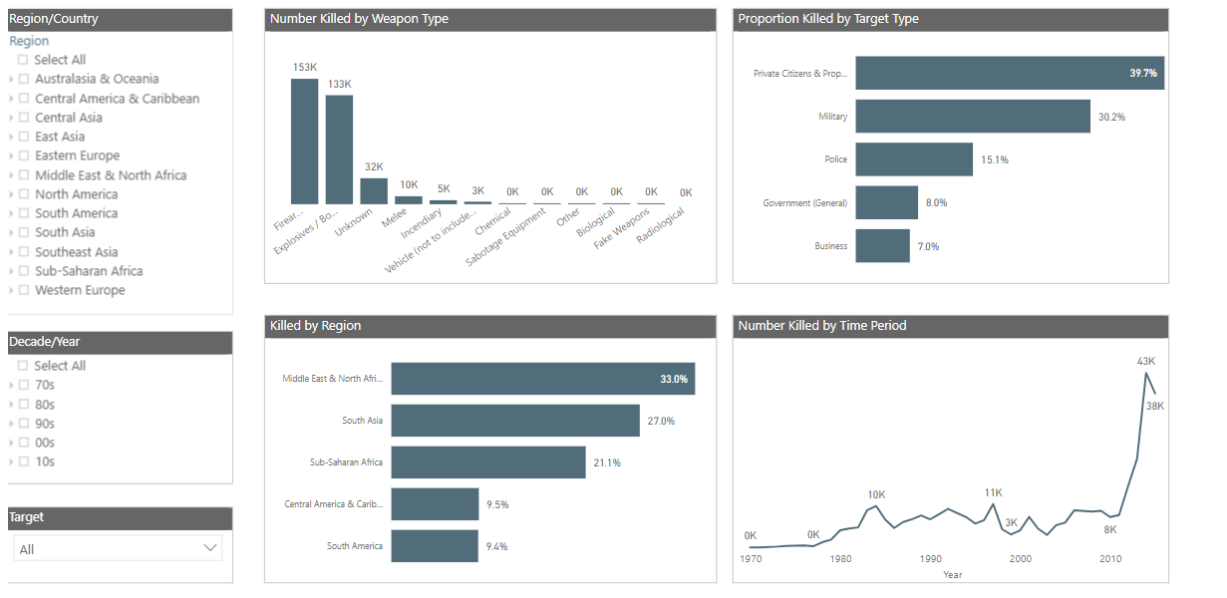 Region/Country
Region
Select All
Australasia & Oceania
Central America & Caribbean
Central Asia
East Asia
Eastern Europe
Middle East & North Africa
North America
South America
South Asia
Southeast Asia
Sub-Saharan Africa
Western Europe
Decade/Year
Select All
70s
80s
90s
00s
10s
Target
All
Number Killed by Weapon Type
153K
133K
32K
10K
5K
3K
0K
0K
0K
0K
0K
0K
Firear...
Explosives / Bo...
Unknown
Melee
Incendiary
Vehicle (not to include...
Chemical
Sabotage Equipment
Other
Biological
Fake Weapons
Radiological
Proportion Killed by Target Type
Private Citizens & Prop... 39.7%
Military 30.2%
Police 15.1%
Government (General) 8.0%
Business 7.0%
Killed by Region
Middle East & North Afri... 33.0%
South Asia 27.0%
Sub-Saharan Africa 21.1%
Central America & Carib... 9.5%
South America 9.4%
Number Killed by Time Period
43K
38K
10K
11K
3K
8K
0K
0K
1970 1980 1990 2000 2010
Year